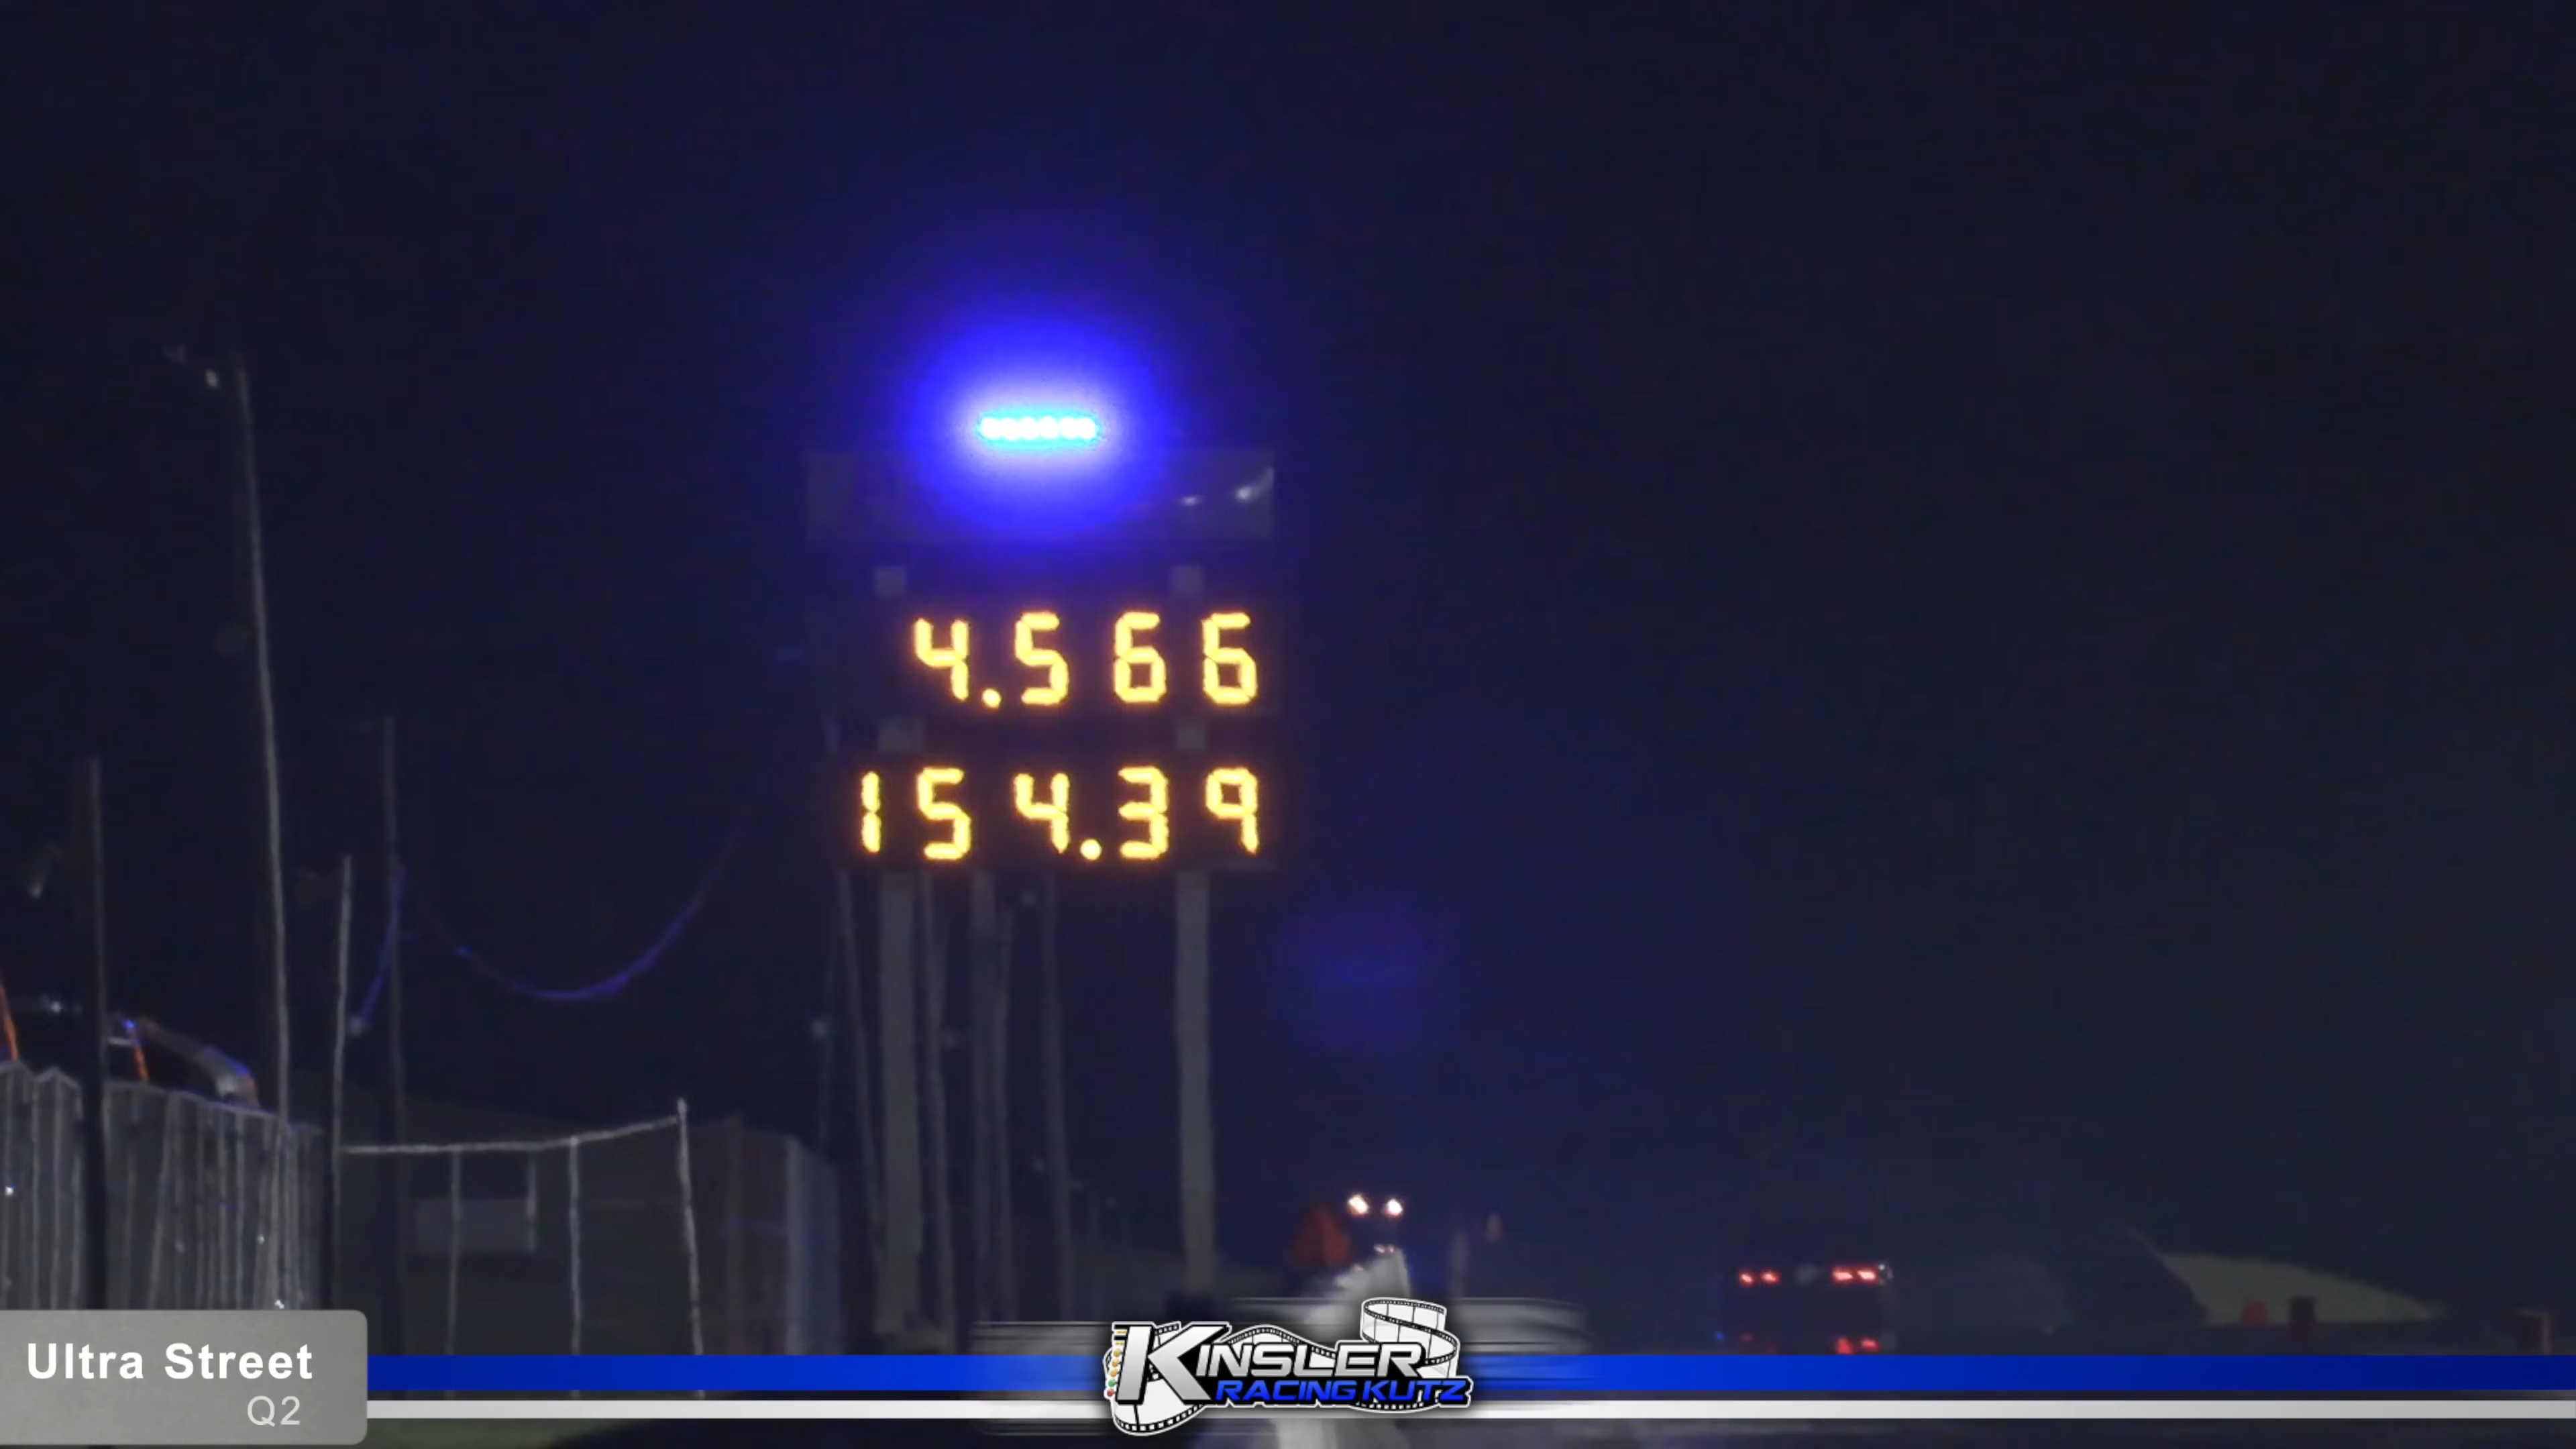 4.566
154.39
Ultra Street
Q2
KINSLER
RACING KUTZ